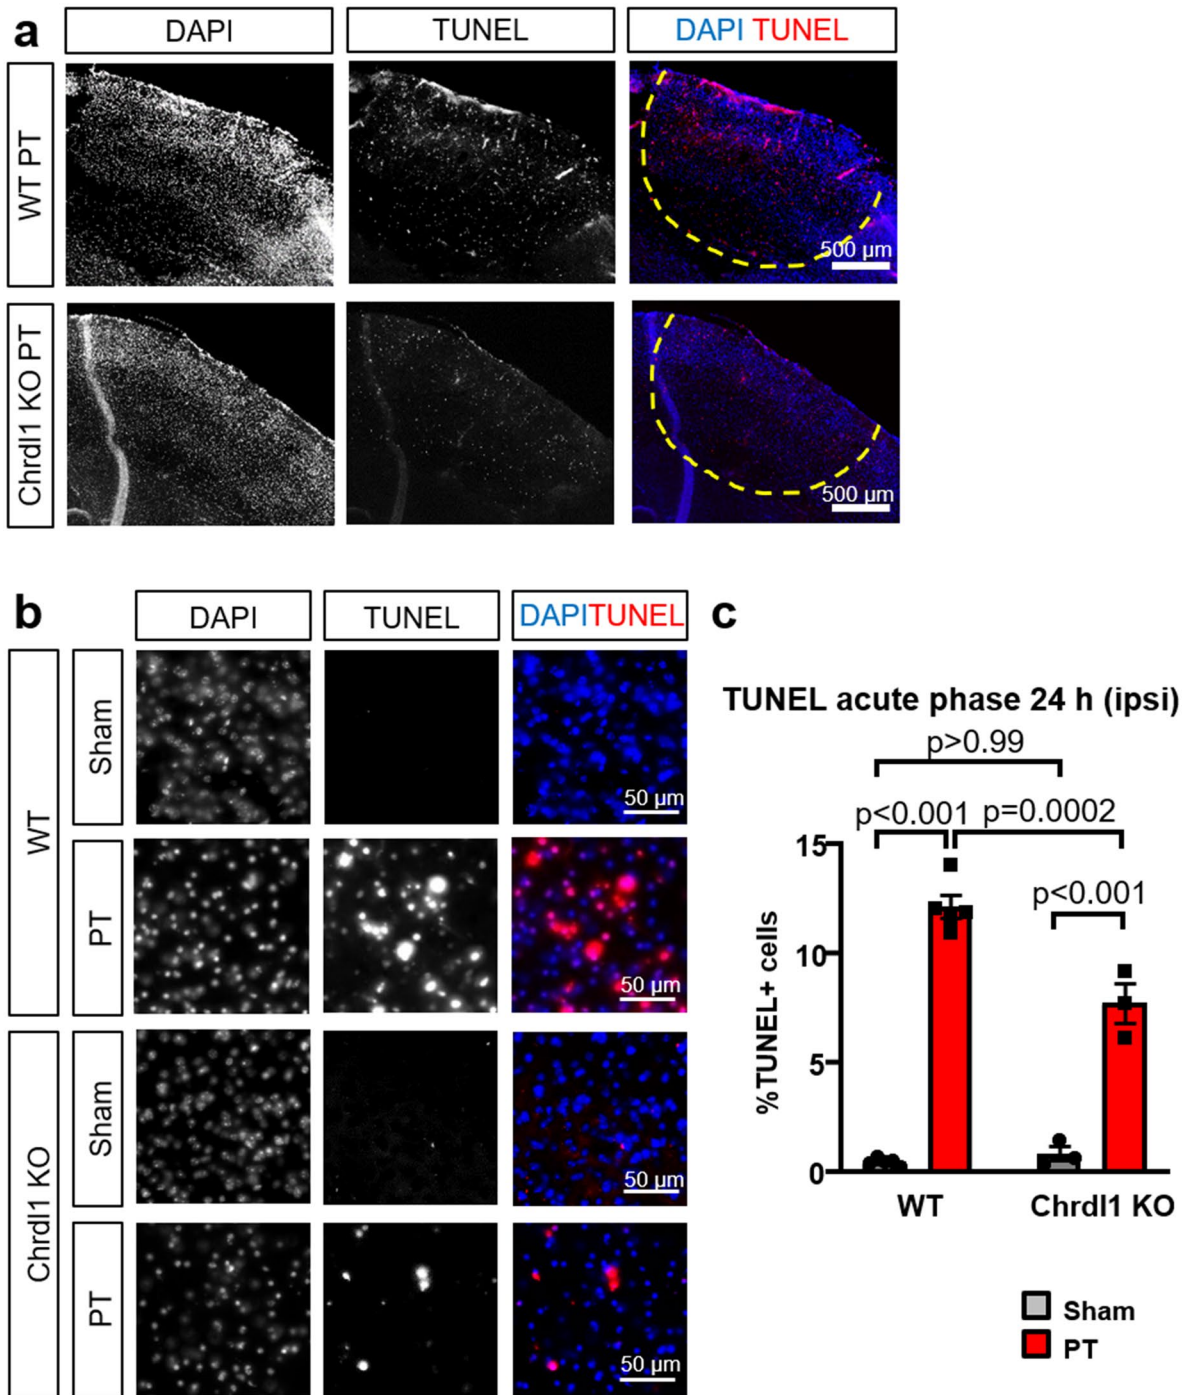 a
DAPI
TUNEL
DAPI TUNEL
WT PT
500 µm
Chrdl1 KO PT
500 µm
b
DAPI
TUNEL
DAPITUNEL
WT
Sham
50 µm
PT
50 µm
Chrdl1 KO
Sham
50 µm
PT
50 µm
c
TUNEL acute phase 24 h (ipsi)
p>0.99
p<0.001
p=0.0002
p<0.001
%TUNEL+ cells
15
10
5
0
WT
Chrdl1 KO
Sham
PT